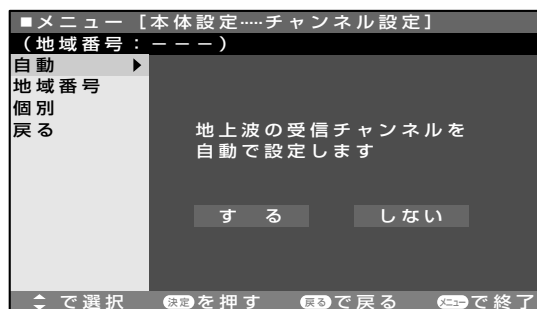 ■メニュー [本体設定……チャンネル設定]
(地域番号：－－－)
自動 ▶
地域番号
個別
戻る
地上波の受信チャンネルを
自動で設定します
する しない
で選択 決定を押す 戻るで戻る メニューで終了